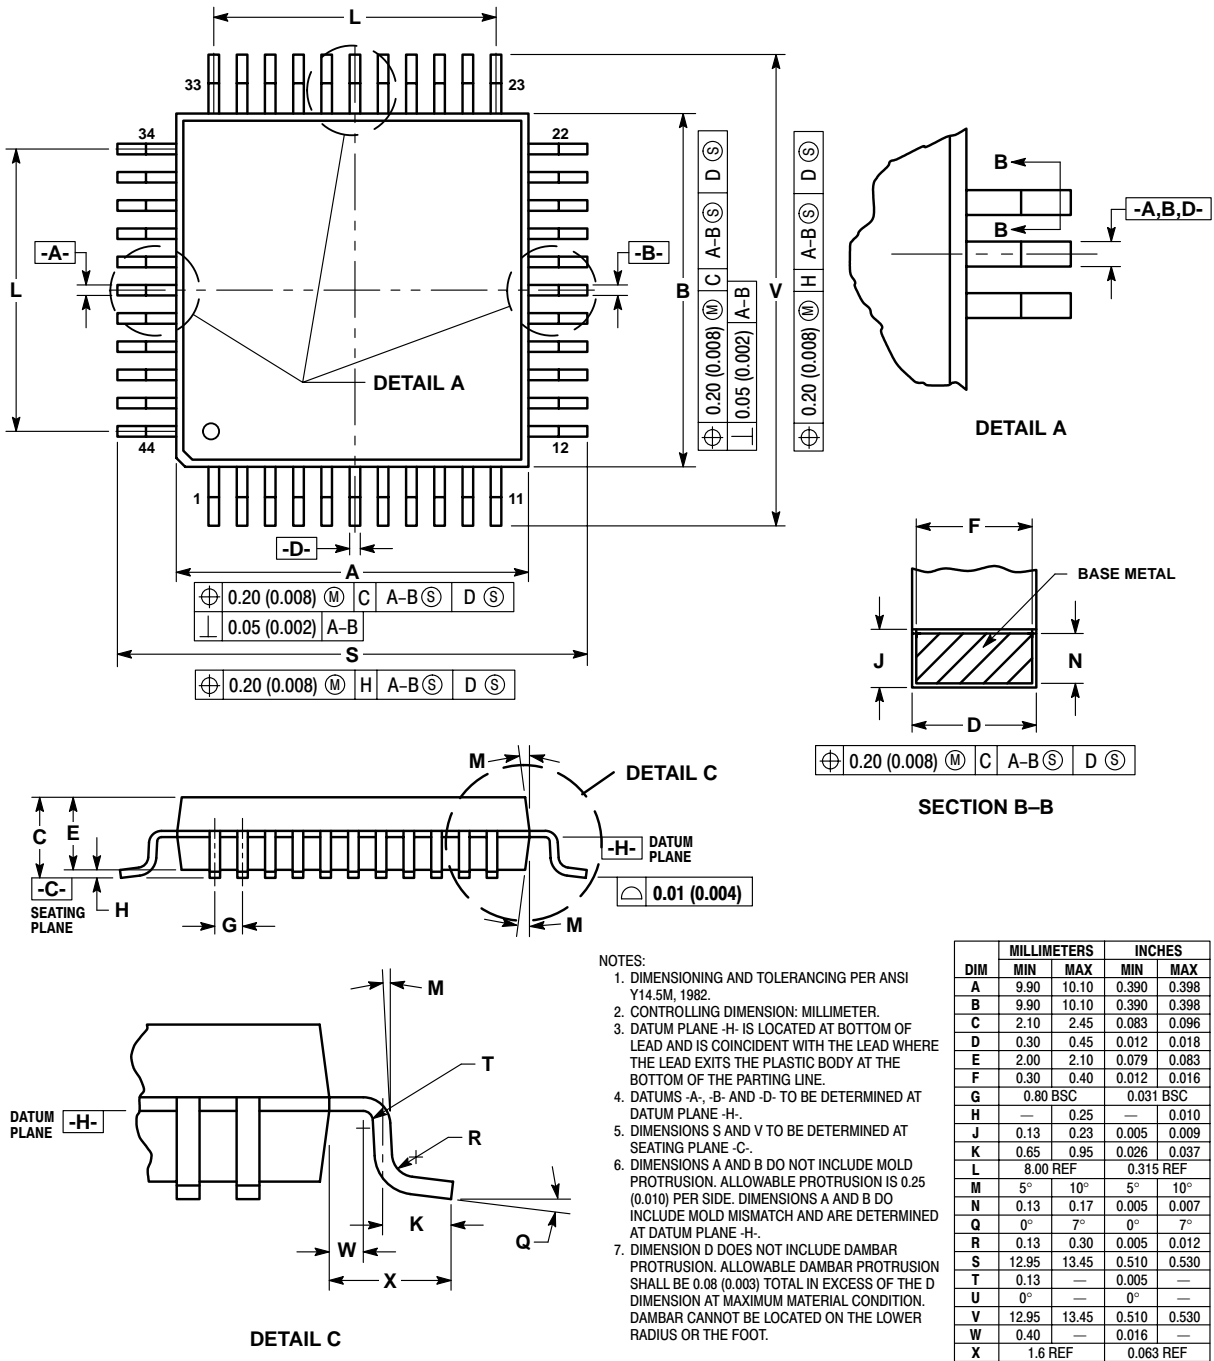 L
33
23
34
22
-A-
-B-
L
B
V
⌖ 0.20 (0.008) Ⓜ C A–B Ⓢ D Ⓢ
⊥ 0.05 (0.002) A–B
⌖ 0.20 (0.008) Ⓜ H A–B Ⓢ D Ⓢ
DETAIL A
44
12
1
11
-D-
A
⌖ 0.20 (0.008) Ⓜ C A–B Ⓢ D Ⓢ
⊥ 0.05 (0.002) A–B
S
⌖ 0.20 (0.008) Ⓜ H A–B Ⓢ D Ⓢ
B
B
-A,B,D-
DETAIL A
F
BASE METAL
J
N
D
⌖ 0.20 (0.008) Ⓜ C A–B Ⓢ D Ⓢ
SECTION B–B
M
DETAIL C
C
E
-H- DATUM
PLANE
-C-
SEATING
PLANE
H
G
M
⌓ 0.01 (0.004)
M
T
DATUM
PLANE
-H-
R
K
Q
W
X
DETAIL C
NOTES:
1. DIMENSIONING AND TOLERANCING PER ANSI
Y14.5M, 1982.
2. CONTROLLING DIMENSION: MILLIMETER.
3. DATUM PLANE -H- IS LOCATED AT BOTTOM OF
LEAD AND IS COINCIDENT WITH THE LEAD WHERE
THE LEAD EXITS THE PLASTIC BODY AT THE
BOTTOM OF THE PARTING LINE.
4. DATUMS -A-, -B- AND -D- TO BE DETERMINED AT
DATUM PLANE -H-.
5. DIMENSIONS S AND V TO BE DETERMINED AT
SEATING PLANE -C-.
6. DIMENSIONS A AND B DO NOT INCLUDE MOLD
PROTRUSION. ALLOWABLE PROTRUSION IS 0.25
(0.010) PER SIDE. DIMENSIONS A AND B DO
INCLUDE MOLD MISMATCH AND ARE DETERMINED
AT DATUM PLANE -H-.
7. DIMENSION D DOES NOT INCLUDE DAMBAR
PROTRUSION. ALLOWABLE DAMBAR PROTRUSION
SHALL BE 0.08 (0.003) TOTAL IN EXCESS OF THE D
DIMENSION AT MAXIMUM MATERIAL CONDITION.
DAMBAR CANNOT BE LOCATED ON THE LOWER
RADIUS OR THE FOOT.
MILLIMETERS INCHES
DIM MIN MAX MIN MAX
A 9.90 10.10 0.390 0.398
B 9.90 10.10 0.390 0.398
C 2.10 2.45 0.083 0.096
D 0.30 0.45 0.012 0.018
E 2.00 2.10 0.079 0.083
F 0.30 0.40 0.012 0.016
G 0.80 BSC 0.031 BSC
H — 0.25 — 0.010
J 0.13 0.23 0.005 0.009
K 0.65 0.95 0.026 0.037
L 8.00 REF 0.315 REF
M 5° 10° 5° 10°
N 0.13 0.17 0.005 0.007
Q 0° 7° 0° 7°
R 0.13 0.30 0.005 0.012
S 12.95 13.45 0.510 0.530
T 0.13 — 0.005 —
U 0° — 0° —
V 12.95 13.45 0.510 0.530
W 0.40 — 0.016 —
X 1.6 REF 0.063 REF